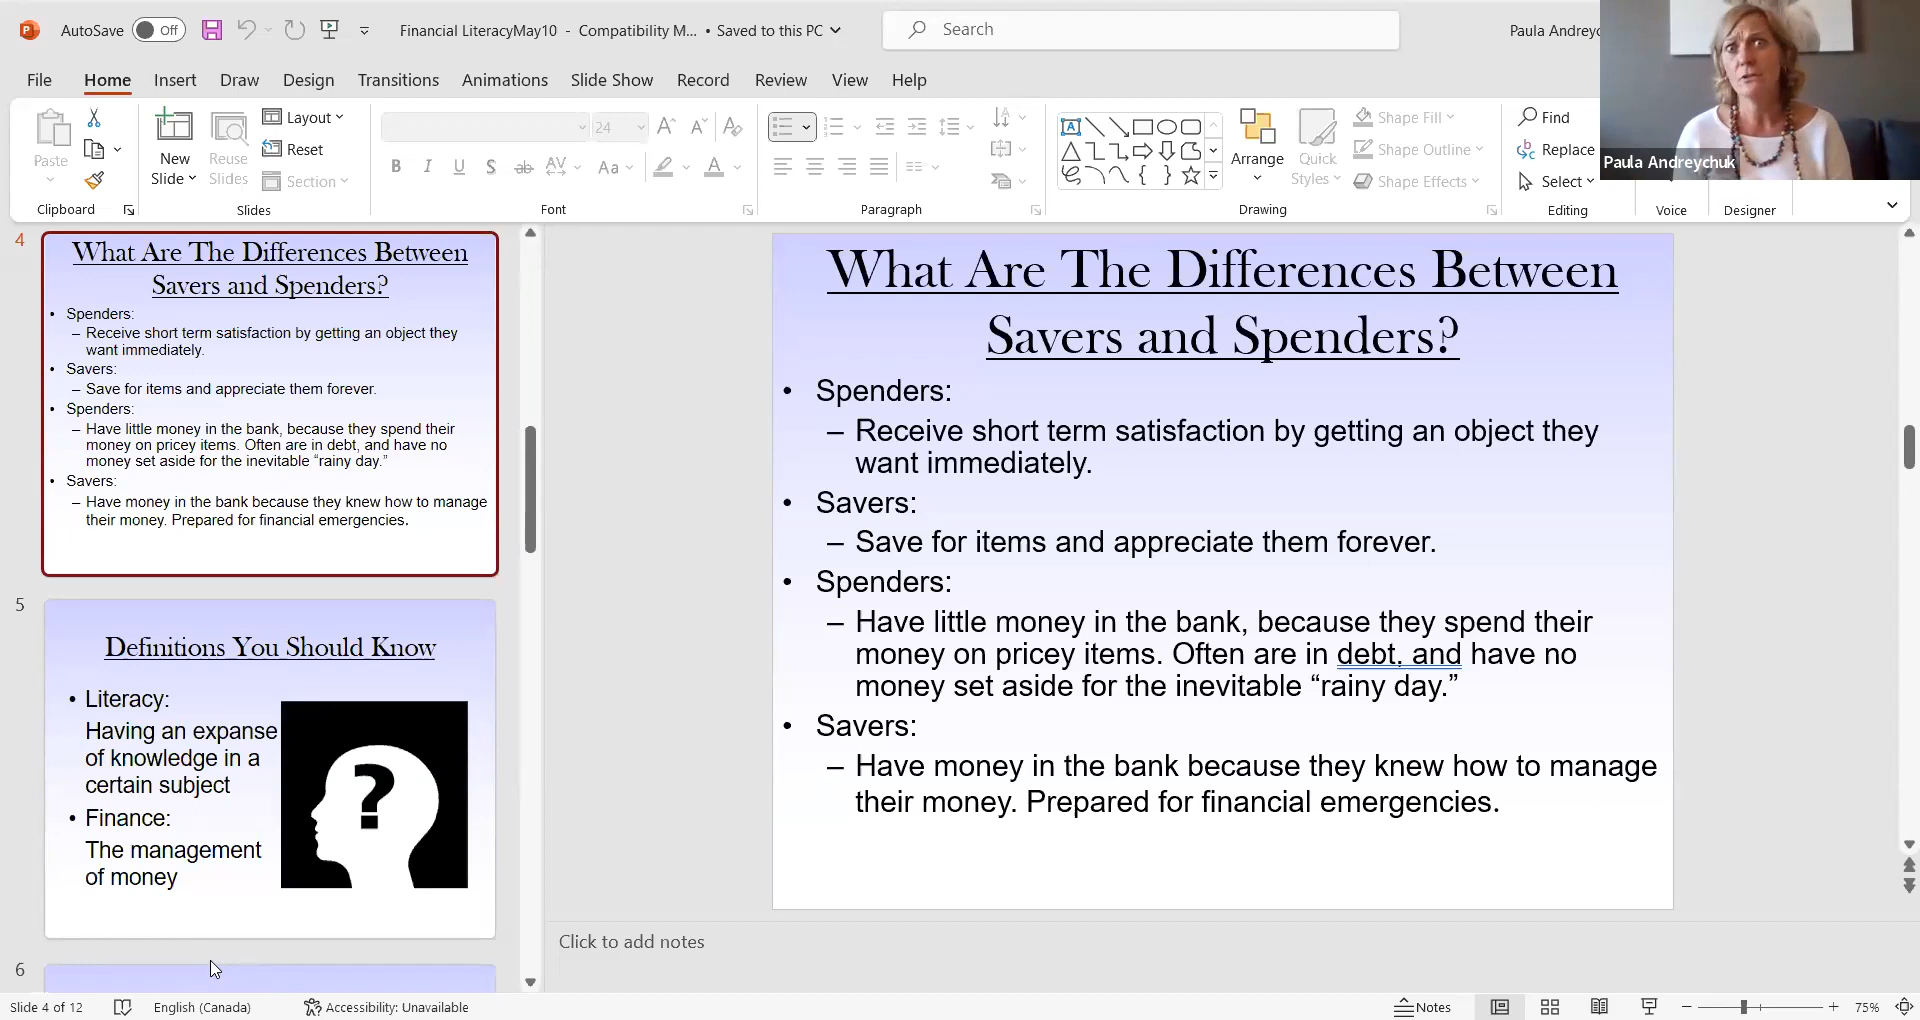 AutoSave Off Financial LiteracyMay10 - Compatibility M... • Saved to this PC Search Paula Andreyc
File Home Insert Draw Design Transitions Animations Slide Show Record Review View Help
Paste
New Slide
Reuse Slides
Layout
Reset
Section
24
B I U S ab AV Aa A
Arrange
Quick Styles
Shape Fill
Shape Outline
Shape Effects
Find
Replace
Select
Paula Andreychuk
Clipboard Slides Font Paragraph Drawing Editing Voice Designer
4
What Are The Differences Between
Savers and Spenders?
• Spenders:
– Receive short term satisfaction by getting an object they
want immediately.
• Savers:
– Save for items and appreciate them forever.
• Spenders:
– Have little money in the bank, because they spend their
money on pricey items. Often are in debt, and have no
money set aside for the inevitable “rainy day.”
• Savers:
– Have money in the bank because they knew how to manage
their money. Prepared for financial emergencies.
5
Definitions You Should Know
• Literacy:
Having an expanse
of knowledge in a
certain subject
• Finance:
The management
of money
?
6
What Are The Differences Between
Savers and Spenders?
• Spenders:
– Receive short term satisfaction by getting an object they
want immediately.
• Savers:
– Save for items and appreciate them forever.
• Spenders:
– Have little money in the bank, because they spend their
money on pricey items. Often are in debt, and have no
money set aside for the inevitable “rainy day.”
• Savers:
– Have money in the bank because they knew how to manage
their money. Prepared for financial emergencies.
Click to add notes
Slide 4 of 12 English (Canada) Accessibility: Unavailable Notes 75%